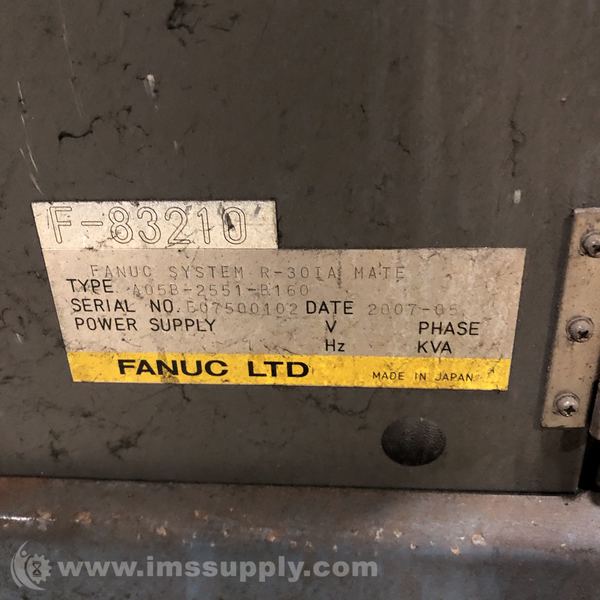 F-83210
FANUC SYSTEM R-30IA MATE
TYPE A05B-2551-B160
SERIAL NO. E07500102 DATE 2007-05
POWER SUPPLY V PHASE
Hz KVA
FANUC LTD MADE IN JAPAN
www.imssupply.com